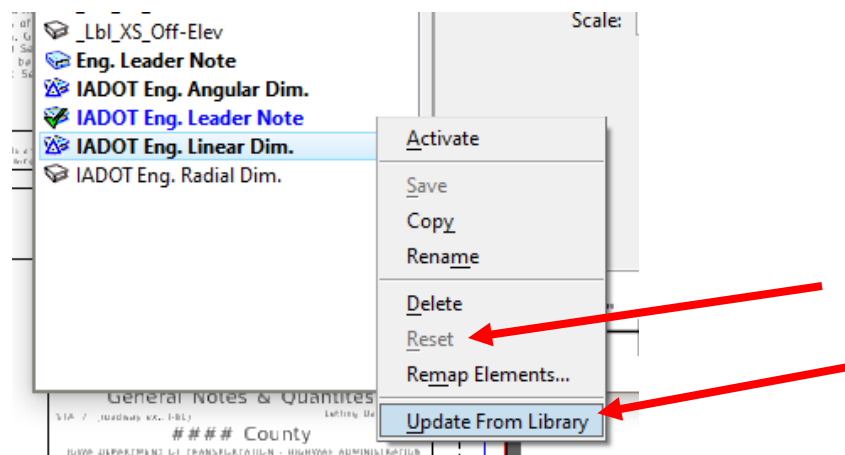 _Lbl_XS_Off-Elev
Scale:
Eng. Leader Note
IADOT Eng. Angular Dim.
IADOT Eng. Leader Note
IADOT Eng. Linear Dim.
IADOT Eng. Radial Dim.
Activate
Save
Copy
Rename
Delete
Reset
Remap Elements...
Update From Library
General Notes & Quantites
#### County